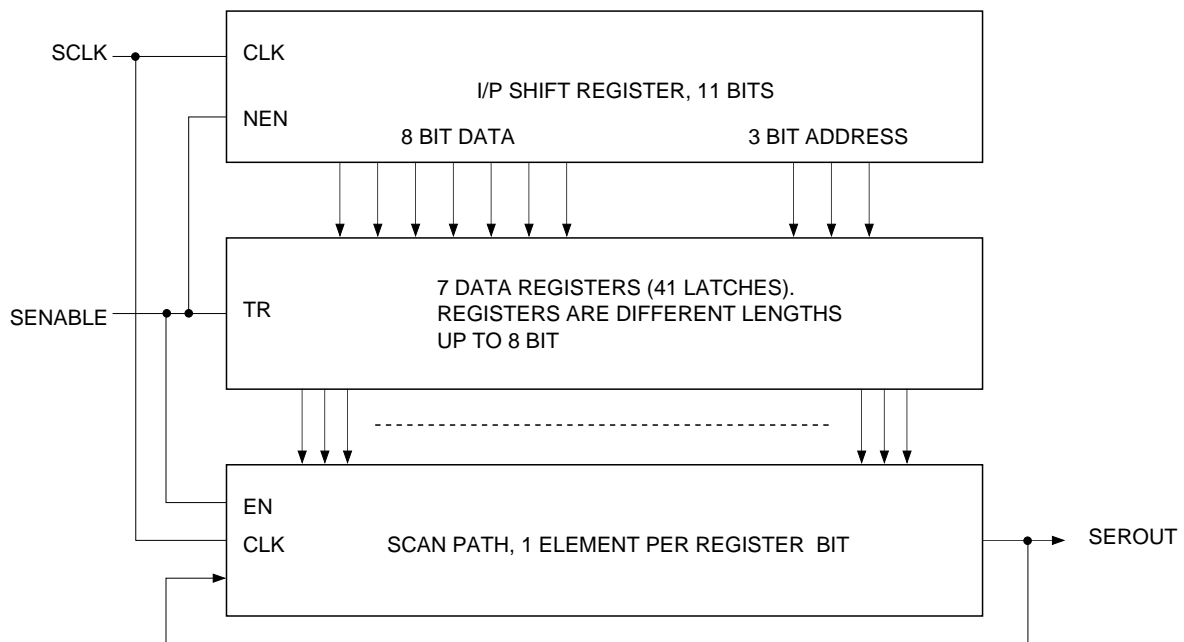 SCLK
CLK
I/P SHIFT REGISTER, 11 BITS
NEN
8 BIT DATA
3 BIT ADDRESS
SENABLE
TR
7 DATA REGISTERS (41 LATCHES).
REGISTERS ARE DIFFERENT LENGTHS
UP TO 8 BIT
EN
CLK
SCAN PATH, 1 ELEMENT PER REGISTER BIT
SEROUT